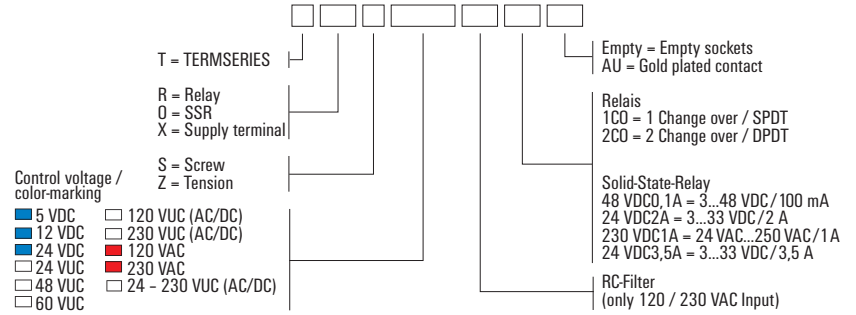 T = TERMSERIES
R = Relay
O = SSR
X = Supply terminal
S = Screw
Z = Tension
Control voltage /
color-marking
5 VDC
12 VDC
24 VDC
24 VUC
48 VUC
60 VUC
120 VUC (AC/DC)
230 VUC (AC/DC)
120 VAC
230 VAC
24 – 230 VUC (AC/DC)
Empty = Empty sockets
AU = Gold plated contact
Relais
1CO = 1 Change over / SPDT
2CO = 2 Change over / DPDT
Solid-State-Relay
48 VDC0,1A = 3...48 VDC/100 mA
24 VDC2A = 3...33 VDC/2 A
230 VDC1A = 24 VAC...250 VAC/1A
24 VDC3,5A = 3...33 VDC/3,5 A
RC-Filter
(only 120 / 230 VAC Input)